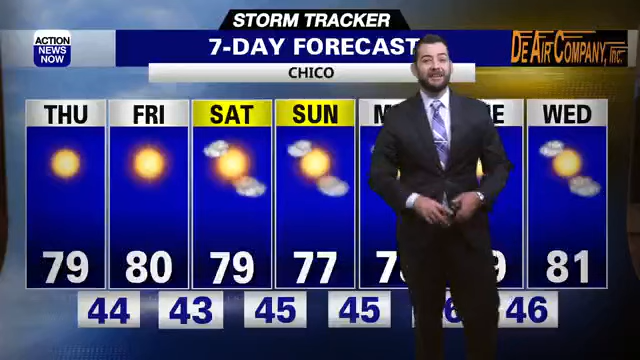 STORM TRACKER
ACTION
NEWS
NOW
7-DAY FORECAST
DE AIR COMPANY, INC.
CHICO
THU FRI SAT SUN WED
79 80 79 77 81
44 43 45 45 46